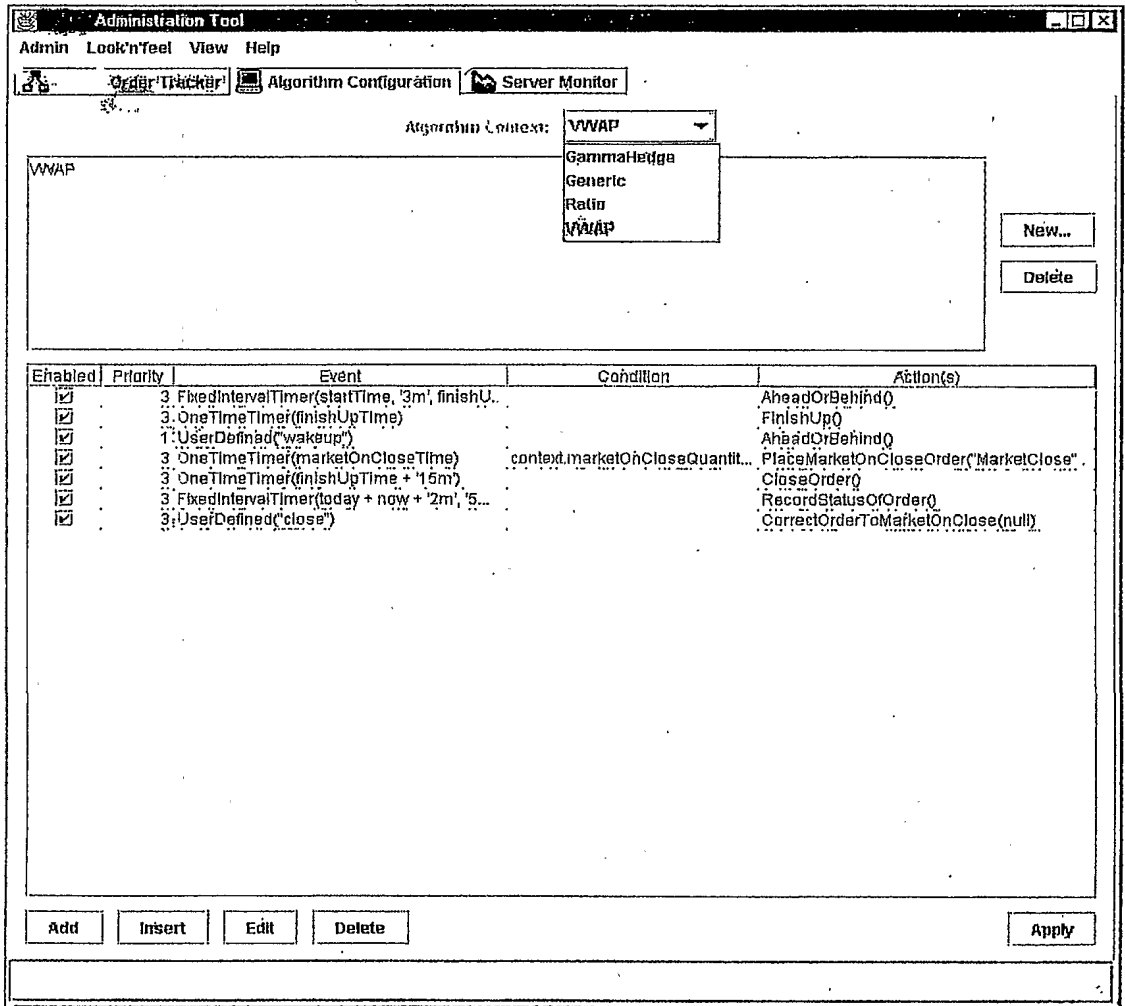 Administration Tool
Admin Look'n'feel View Help
Order Tracker Algorithm Configuration Server Monitor
Algorithm Context: VWAP
GammaHedge
Generic
Ratio
VWAP
VWAP
New...
Delete
Enabled Priority Event Condition Action(s)
3 FixedIntervalTimer(startTime, '3m', finishU... AheadOrBehind()
3 OneTimeTimer(finishUpTime) FinishUp()
1 UserDefined("wakeup") AheadOrBehind()
3 OneTimeTimer(marketOnCloseTime) context.marketOnCloseQuantit... PlaceMarketOnCloseOrder("MarketClose" .
3 OneTimeTimer(finishUpTime + '15m') CloseOrder()
3 FixedIntervalTimer(today + now + '2m', '5... RecordStatusOfOrder()
3 UserDefined("close") CorrectOrderToMarketOnClose(null)
Add Insert Edit Delete Apply